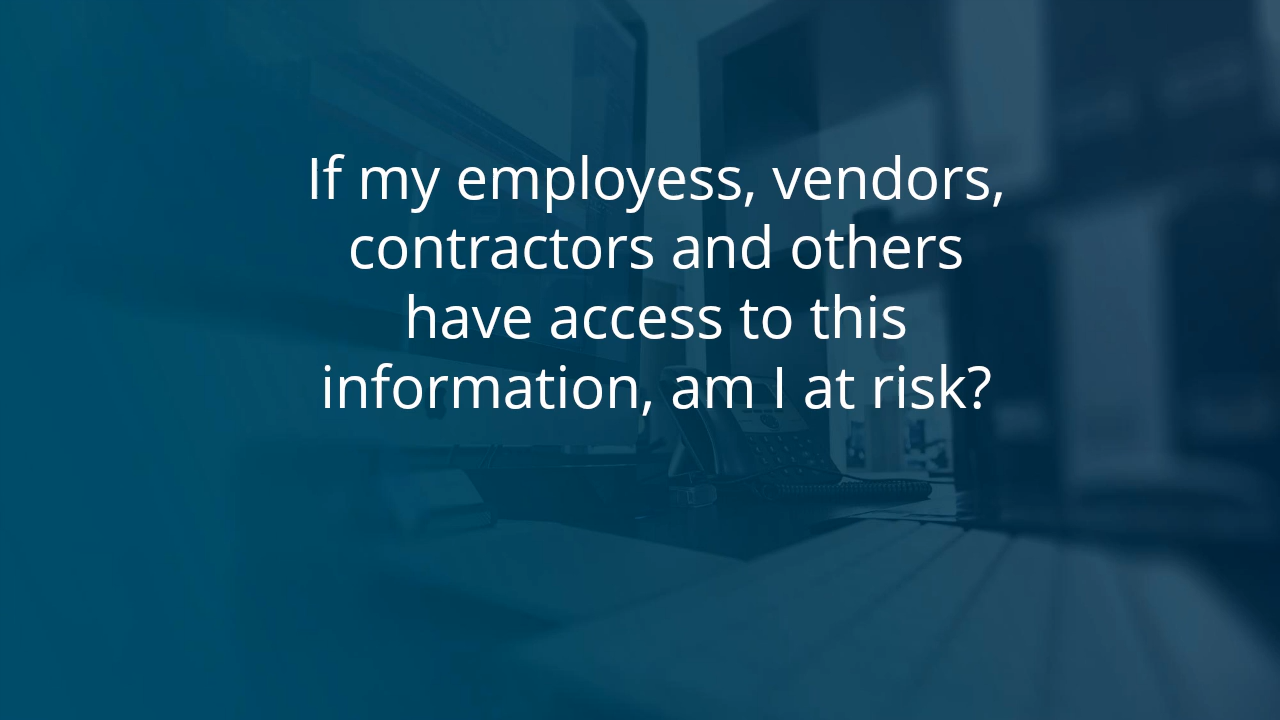 If my employess, vendors,
contractors and others
have access to this
information, am I at risk?